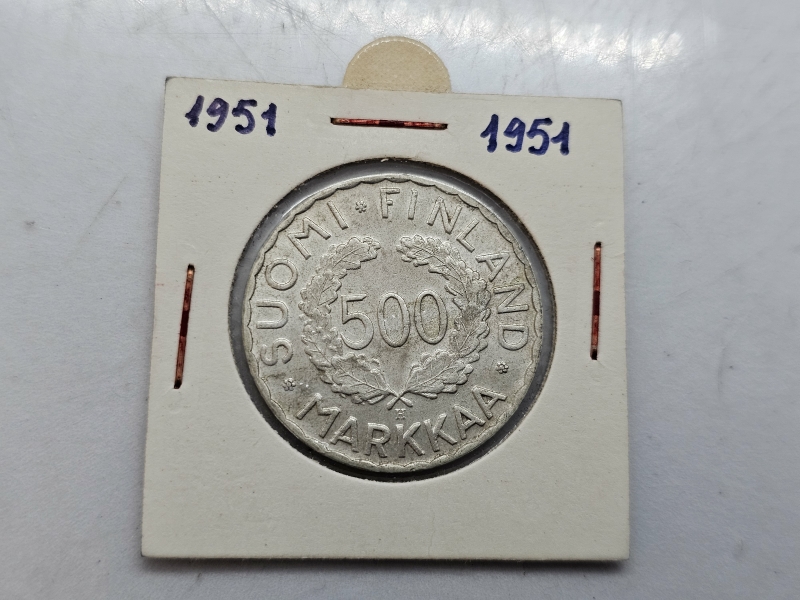 1951
1951
SUOMI * FINLAND *
500
H
* MARKKAA